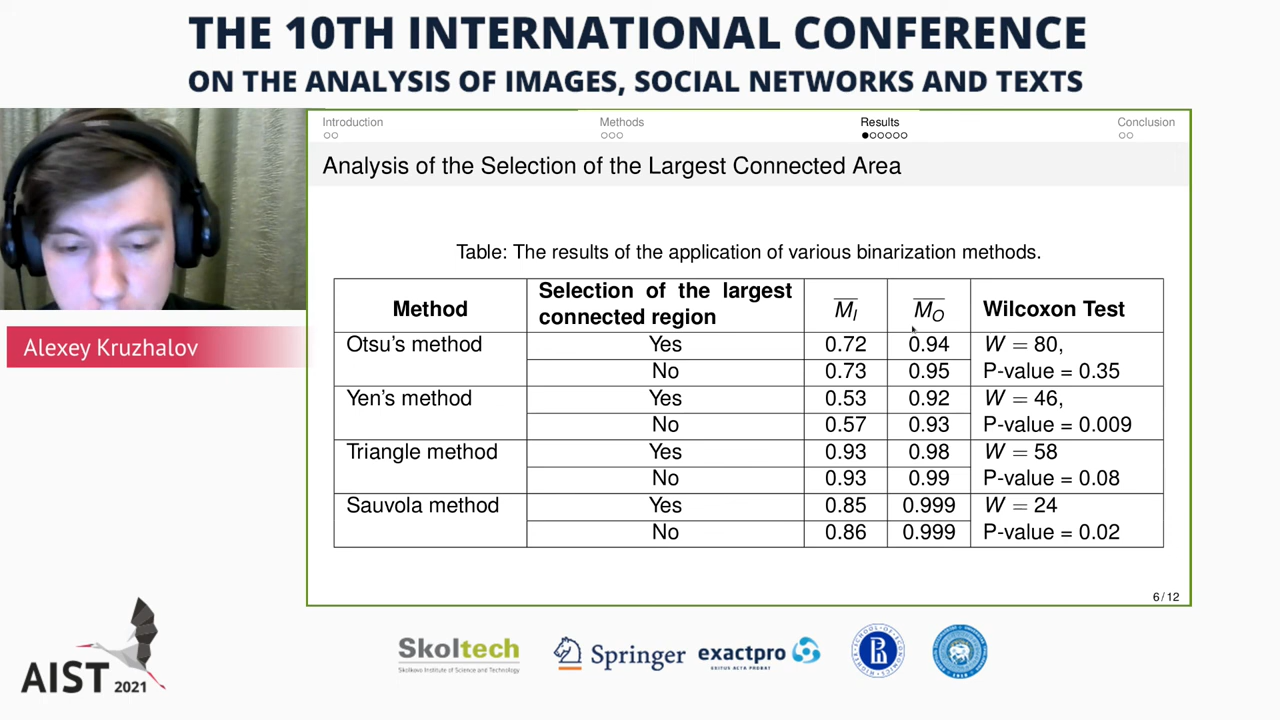 THE 10TH INTERNATIONAL CONFERENCE
ON THE ANALYSIS OF IMAGES, SOCIAL NETWORKS AND TEXTS
Introduction Methods Results Conclusion
Analysis of the Selection of the Largest Connected Area
Table: The results of the application of various binarization methods.
Method Selection of the largest connected region M_I M_O Wilcoxon Test
Otsu's method Yes 0.72 0.94 W = 80,
No 0.73 0.95 P-value = 0.35
Yen's method Yes 0.53 0.92 W = 46,
No 0.57 0.93 P-value = 0.009
Triangle method Yes 0.93 0.98 W = 58
No 0.93 0.99 P-value = 0.08
Sauvola method Yes 0.85 0.999 W = 24
No 0.86 0.999 P-value = 0.02
6 / 12
Alexey Kruzhalov
AIST 2021
Skoltech
Skolkovo Institute of Science and Technology
Springer
exactpro
EXITUS ACTA PROBAT